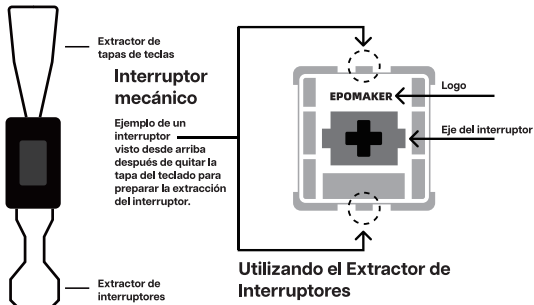 Extractor de
tapas de teclas
Interruptor
mecánico
Ejemplo de un
interruptor
visto desde arriba
después de quitar la
tapa del teclado para
preparar la extracción
del interruptor.
EPOMAKER
Logo
Eje del interruptor
Extractor de
interruptores
Utilizando el Extractor de
Interruptores